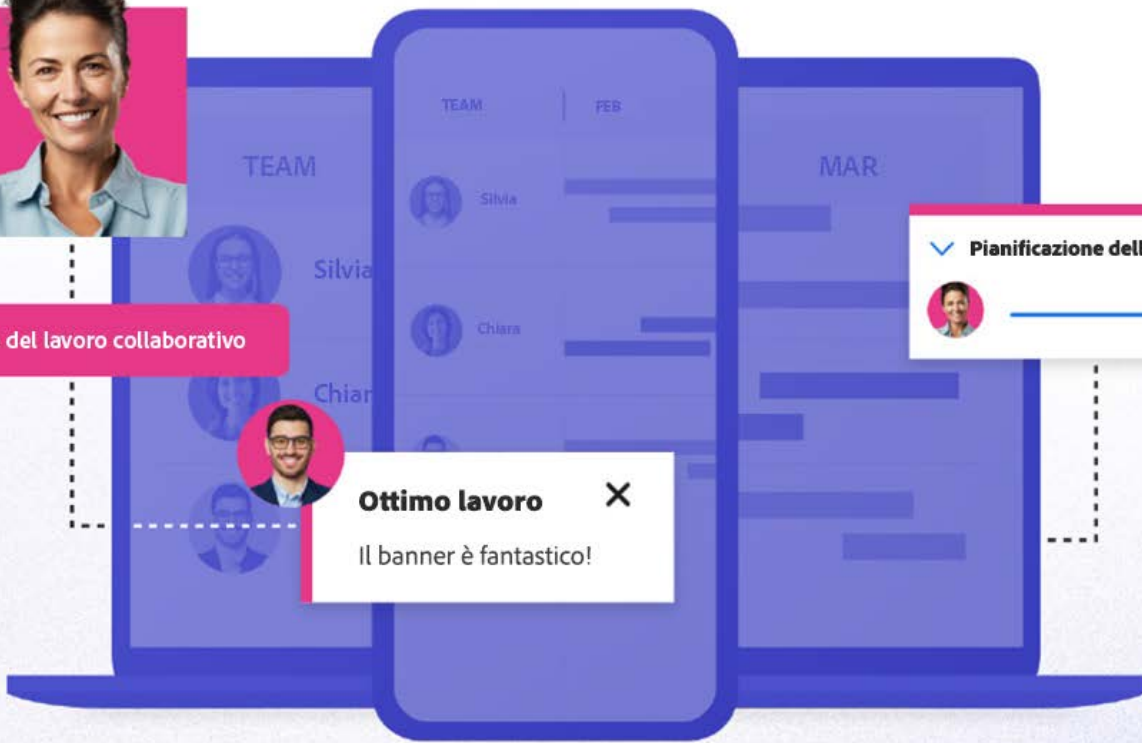 TEAM
FEB
TEAM
MAR
Silvia
Silvia
Pianificazione dell
del lavoro collaborativo
Chiara
Chiar
Ottimo lavoro
Il banner è fantastico!